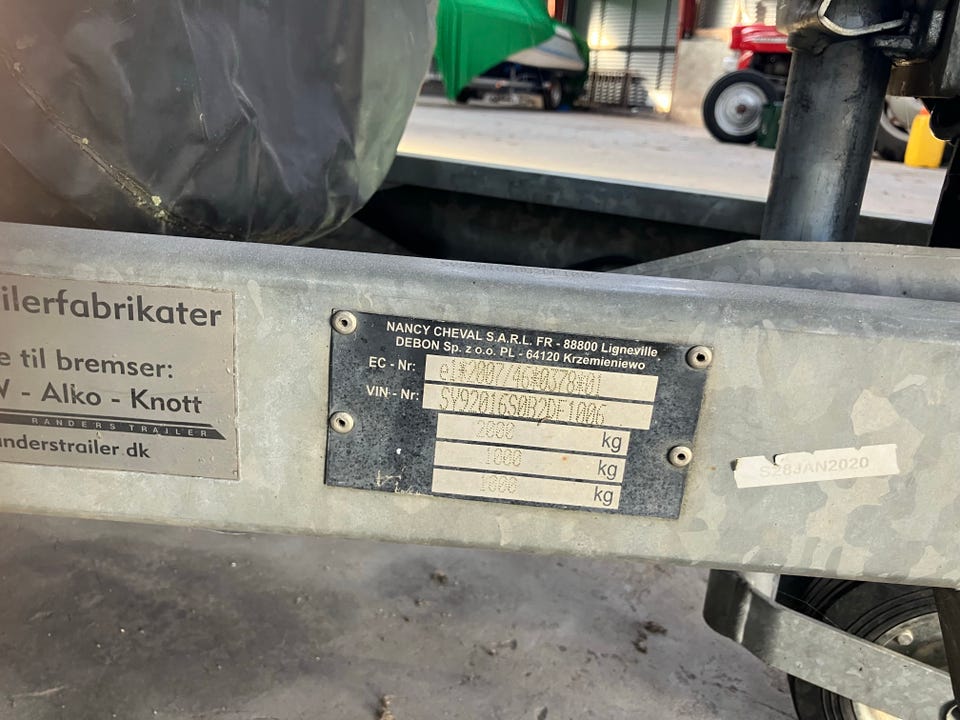 ilerfabrikater
e til bremser:
- Alko - Knott
RANDERS TRAILER
anderstrailer.dk
NANCY CHEVAL S.A.R.L. FR - 88800 Ligneville
DEBON Sp. z o.o. PL - 64120 Krzemieniewo
EC - Nr: e1*2007/46*0378*01
VIN - Nr:
2000 kg
1000 kg
1000 kg
S28JAN2020